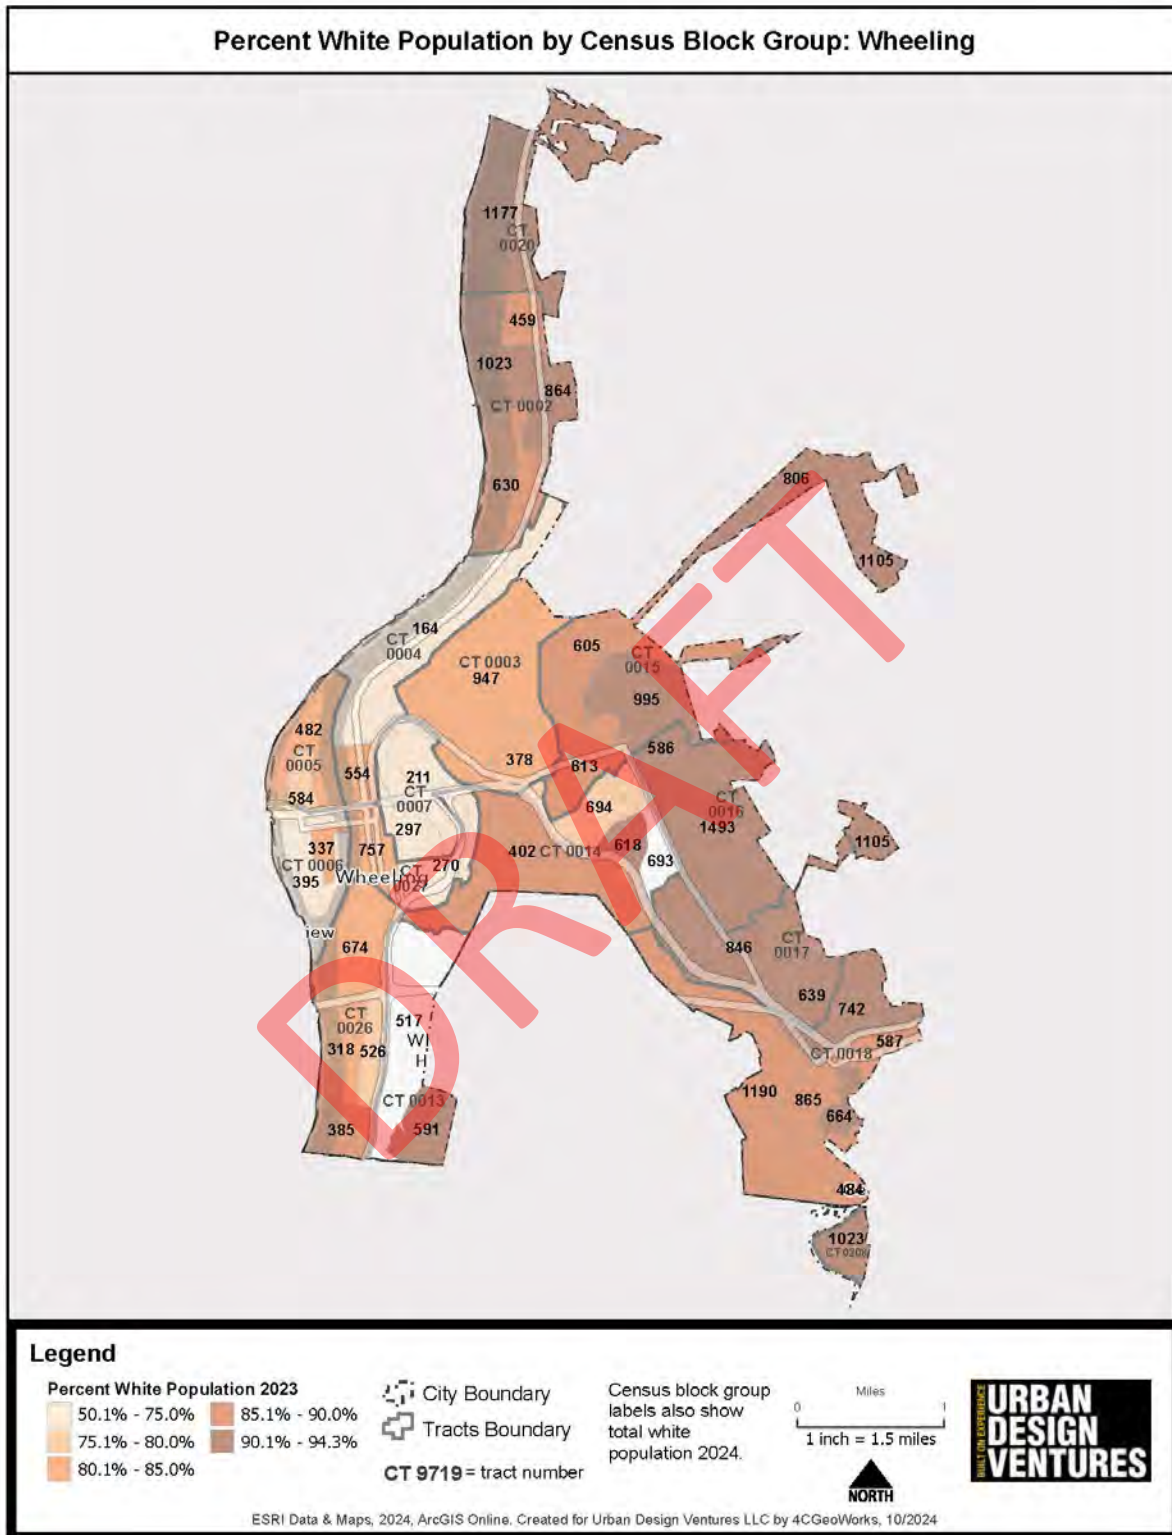 Percent White Population by Census Block Group: Wheeling
1177
CT
0020
459
1023
864
CT 0002
630
806
1105
164
CT
0004
605
CT
0015
CT 0003
947
995
482
CT
0005
586
554
378
613
211
CT
0007
584
694
CT
0016
1493
297
337
757
402
CT 0014
618
693
1105
CT 0006
395
Wheeling
CT
0027
270
iew
674
846
CT
0017
639
742
CT
0026
517
318
526
W
H
587
CT 0018
1190
865
664
CT 0013
385
591
484
1023
DRAFT
Legend
Percent White Population 2023
50.1% - 75.0%
75.1% - 80.0%
80.1% - 85.0%
85.1% - 90.0%
90.1% - 94.3%
City Boundary
Tracts Boundary
CT 9719 = tract number
Census block group
labels also show
total white
population 2024.
Miles
0 1
1 inch = 1.5 miles
NORTH
BUILT ON EXPERIENCE
URBAN
DESIGN
VENTURES
ESRI Data & Maps, 2024, ArcGIS Online. Created for Urban Design Ventures LLC by 4CGeoWorks, 10/2024